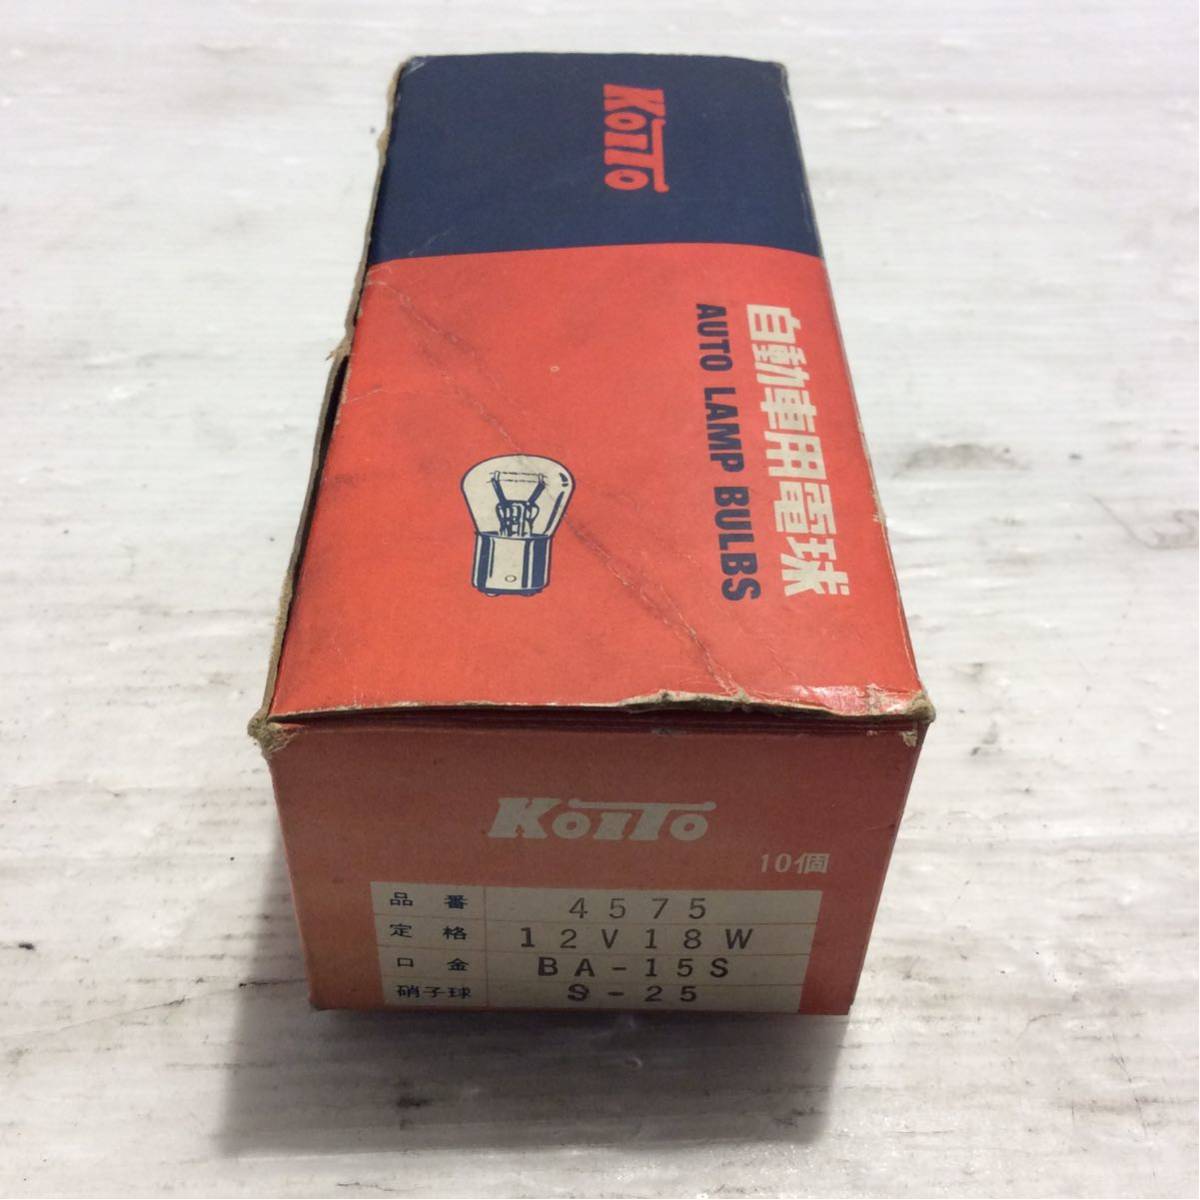 KOITO
自動車用電球
AUTO LAMP BULBS
KOITO
10個
品番 4575
定格 12V18W
口金 BA-15S
硝子球 S-25